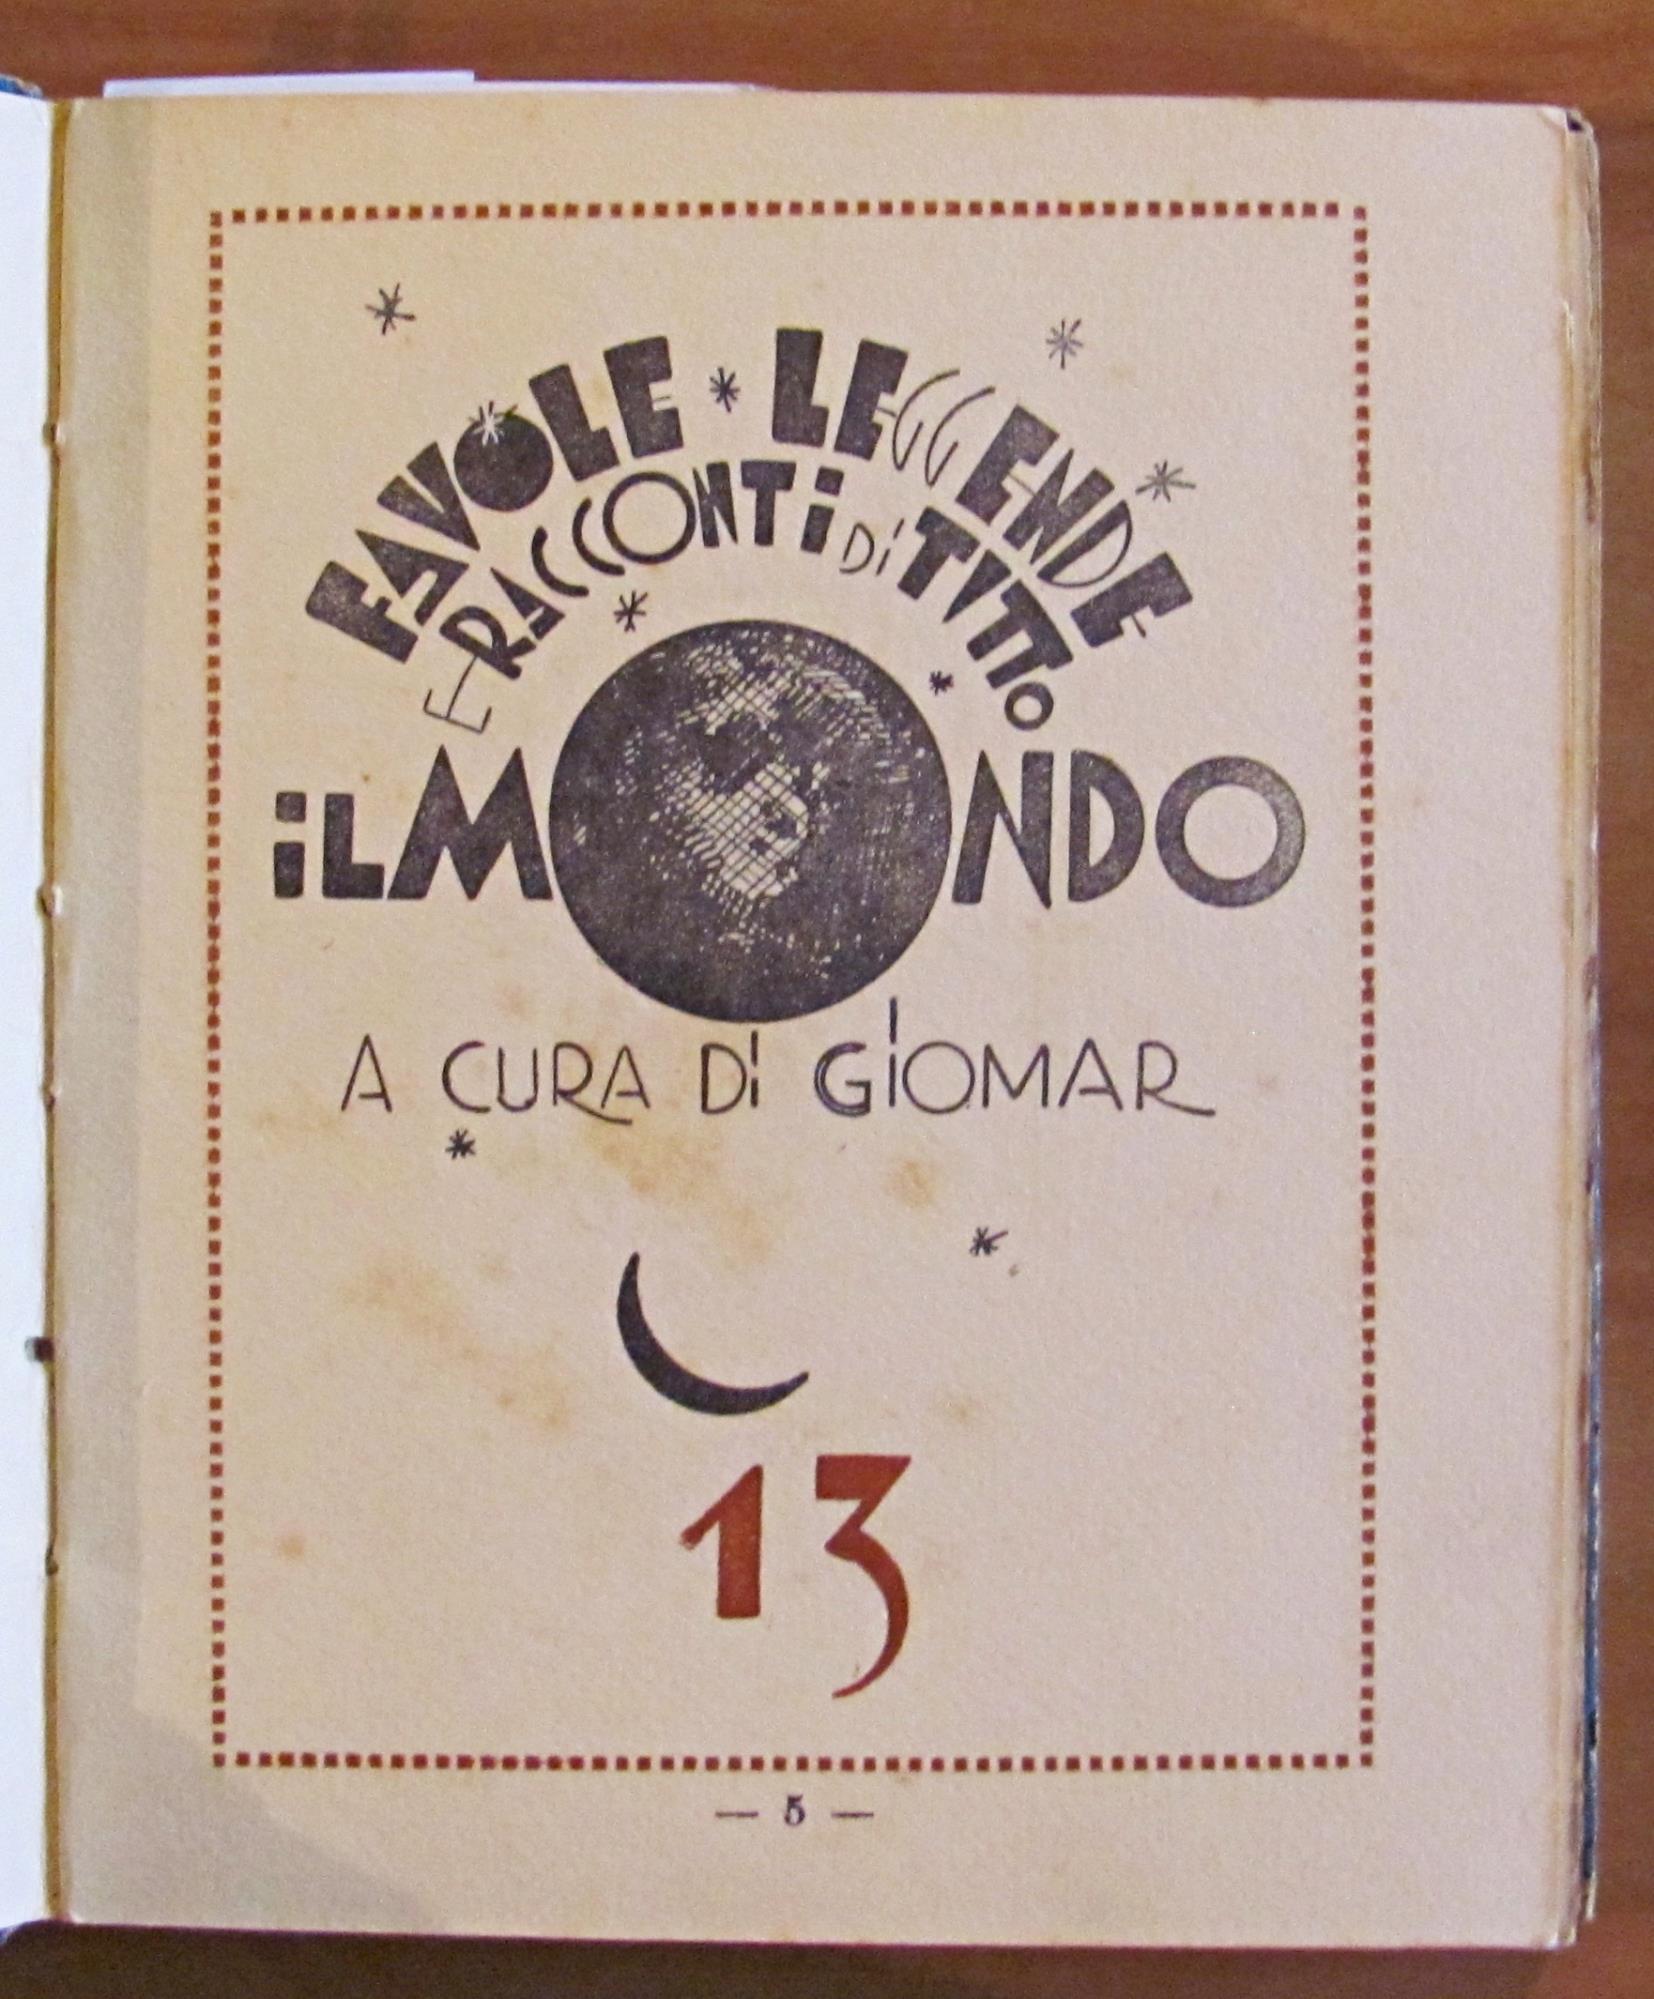 FAVOLE * LEGGENDE
E RACCONTI Di TUTTO
iL MONDO
A CURA Di GiOMAR
13
— 5 —